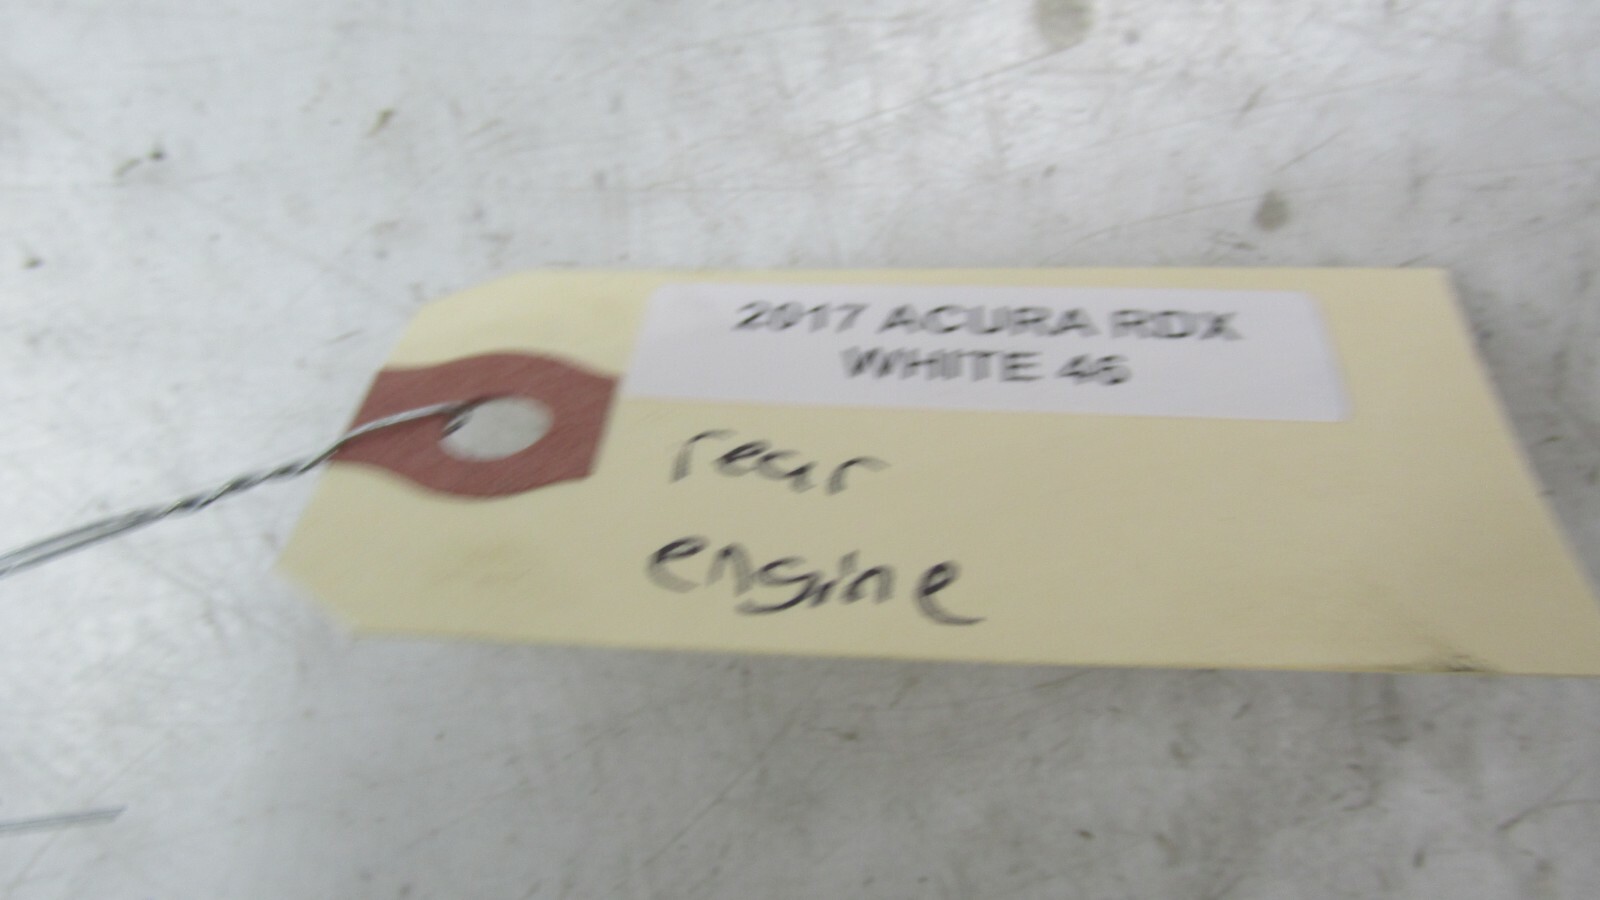 2017 ACURA RDX
WHITE 46
rear
engine